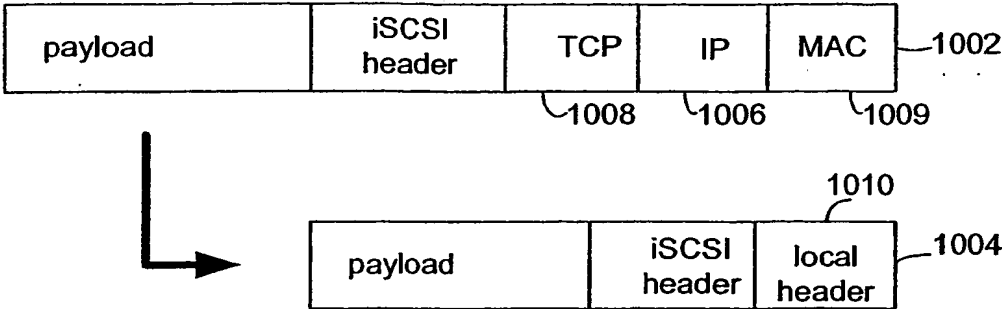 payload
iSCSI
header
TCP
IP
MAC
1002
1008
1006
1009
1010
payload
iSCSI
header
local
header
1004